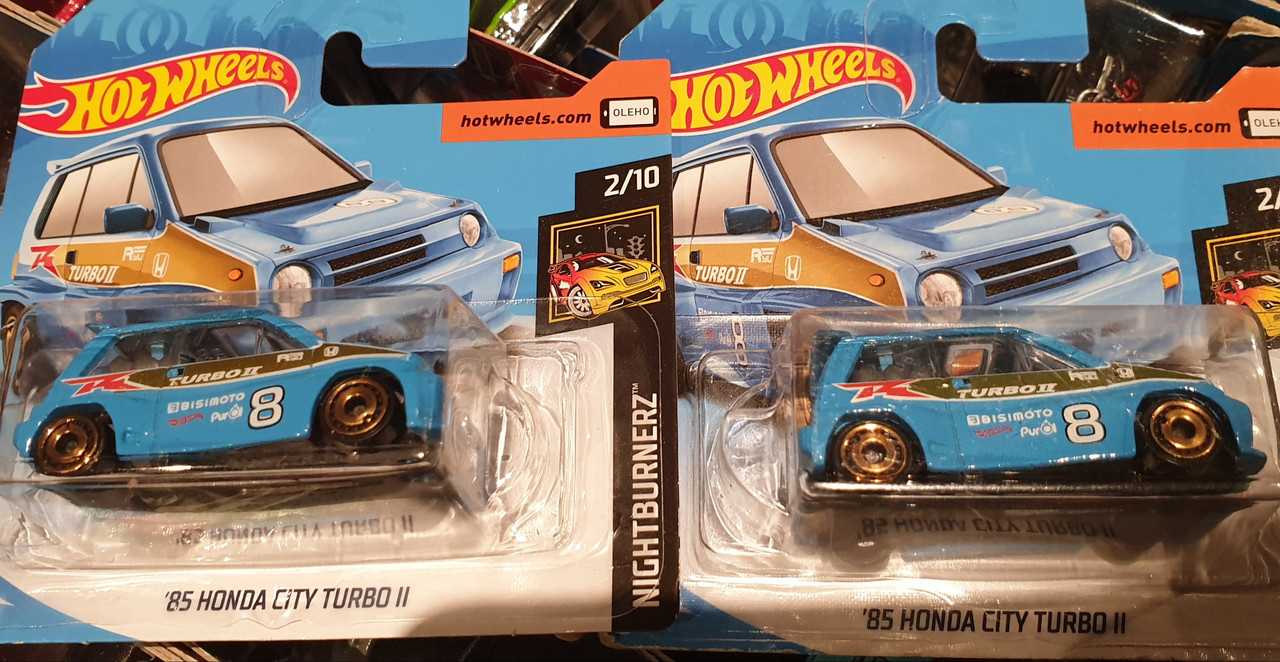 HOT WHEELS
hotwheels.com
OLEHO
2/10
TURBO II
TURBO II
BISIMOTO
Purol
8
NIGHTBURNERZ™
'85 HONDA CITY TURBO II
'85 HONDA CITY TURBO II
HOT WHEELS
hotwheels.com
TURBO II
TURBO II
BISIMOTO
Purol
8
'85 HONDA CITY TURBO II
'85 HONDA CITY TURBO II